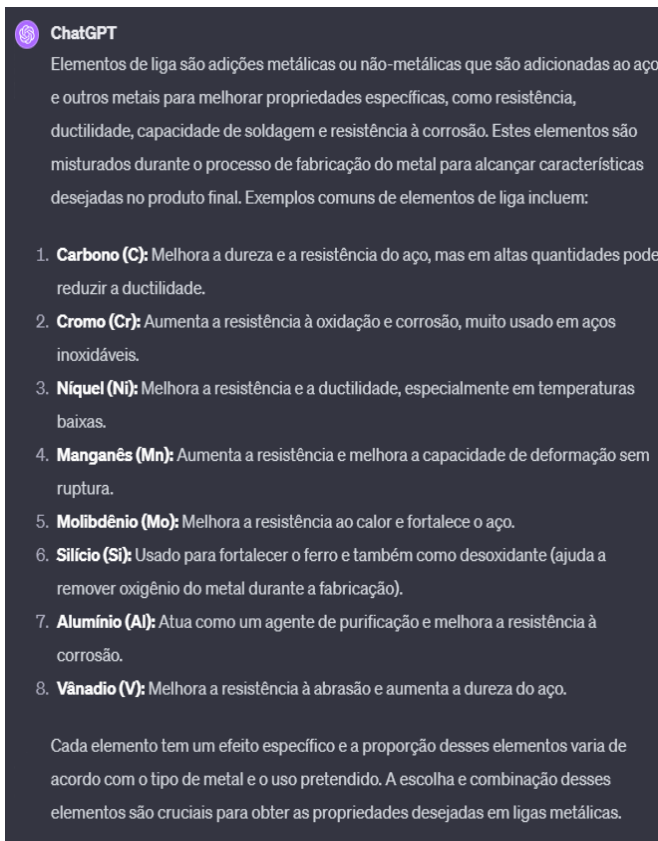 ChatGPT
Elementos de liga são adições metálicas ou não-metálicas que são adicionadas ao aço
e outros metais para melhorar propriedades específicas, como resistência,
ductilidade, capacidade de soldagem e resistência à corrosão. Estes elementos são
misturados durante o processo de fabricação do metal para alcançar características
desejadas no produto final. Exemplos comuns de elementos de liga incluem:
1. Carbono (C): Melhora a dureza e a resistência do aço, mas em altas quantidades pode
reduzir a ductilidade.
2. Cromo (Cr): Aumenta a resistência à oxidação e corrosão, muito usado em aços
inoxidáveis.
3. Níquel (Ni): Melhora a resistência e a ductilidade, especialmente em temperaturas
baixas.
4. Manganês (Mn): Aumenta a resistência e melhora a capacidade de deformação sem
ruptura.
5. Molibdênio (Mo): Melhora a resistência ao calor e fortalece o aço.
6. Silício (Si): Usado para fortalecer o ferro e também como desoxidante (ajuda a
remover oxigênio do metal durante a fabricação).
7. Alumínio (Al): Atua como um agente de purificação e melhora a resistência à
corrosão.
8. Vânadio (V): Melhora a resistência à abrasão e aumenta a dureza do aço.
Cada elemento tem um efeito específico e a proporção desses elementos varia de
acordo com o tipo de metal e o uso pretendido. A escolha e combinação desses
elementos são cruciais para obter as propriedades desejadas em ligas metálicas.